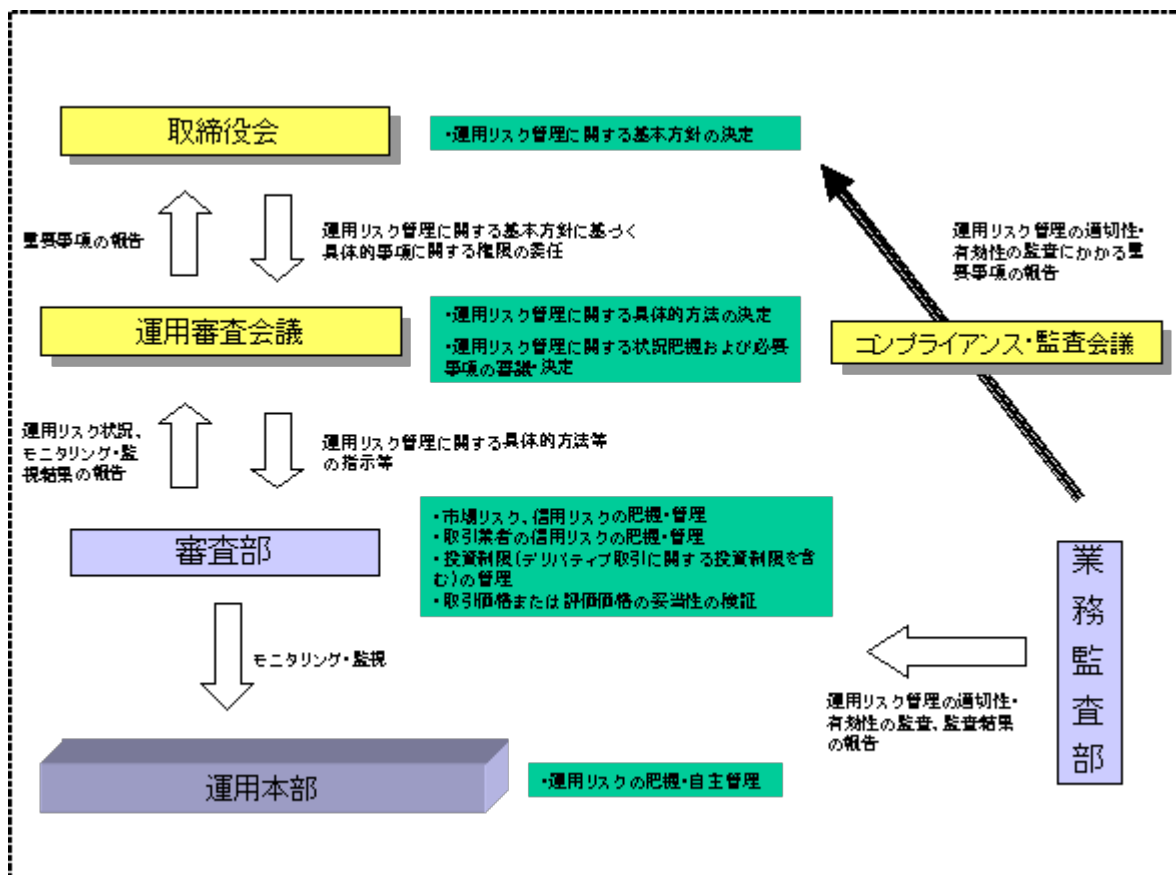 取締役会
・運用リスク管理に関する基本方針の決定
重要事項の報告
運用リスク管理に関する基本方針に基づく
具体的事項に関する権限の委任
運用リスク管理の適切性・
有効性の監査にかかる重
要事項の報告
運用審査会議
・運用リスク管理に関する具体的方法の決定
・運用リスク管理に関する状況把握および必要
事項の審議・決定
コンプライアンス・監査会議
運用リスク状況、
モニタリング・監
視結果の報告
運用リスク管理に関する具体的方法等
の指示等
審査部
・市場リスク、信用リスクの把握・管理
・取引業者の信用リスクの把握・管理
・投資制限(デリバティブ取引に関する投資制限を含
む)の管理
・取引価格または評価価格の妥当性の検証
業務監査部
モニタリング・監視
運用リスク管理の適切性・
有効性の監査、監査結果
の報告
運用本部
・運用リスクの把握・自主管理